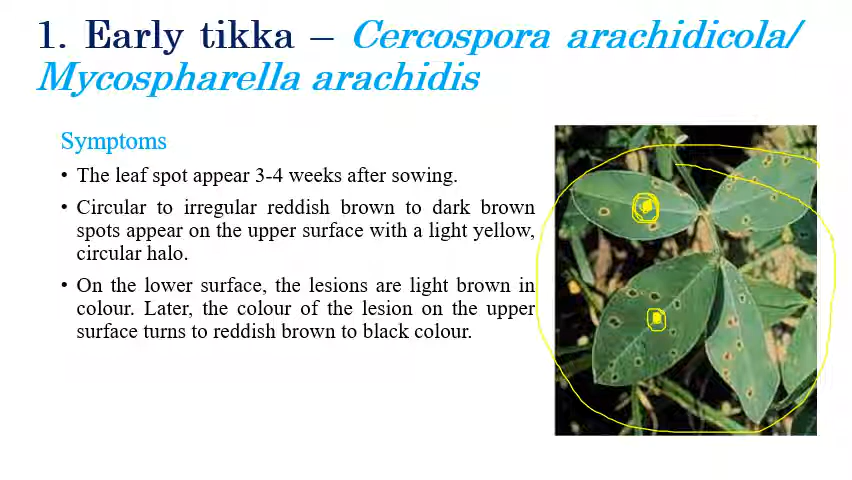 1. Early tikka – Cercospora arachidicola/
Mycospharella arachidis
Symptoms
• The leaf spot appear 3-4 weeks after sowing.
• Circular to irregular reddish brown to dark brown
spots appear on the upper surface with a light yellow,
circular halo.
• On the lower surface, the lesions are light brown in
colour. Later, the colour of the lesion on the upper
surface turns to reddish brown to black colour.